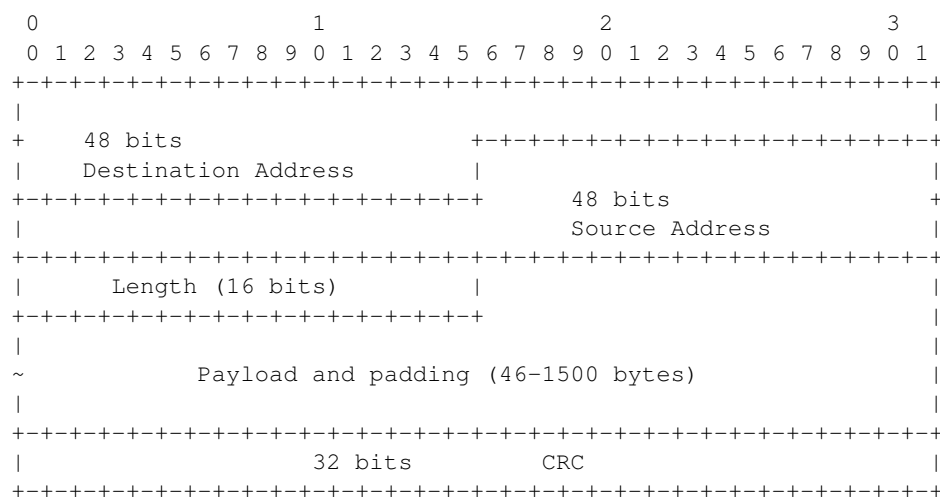 0                   1                   2                   3
0 1 2 3 4 5 6 7 8 9 0 1 2 3 4 5 6 7 8 9 0 1 2 3 4 5 6 7 8 9 0 1
48 bits
Destination Address
48 bits
Source Address
Length (16 bits)
Payload and padding (46-1500 bytes)
32 bits         CRC